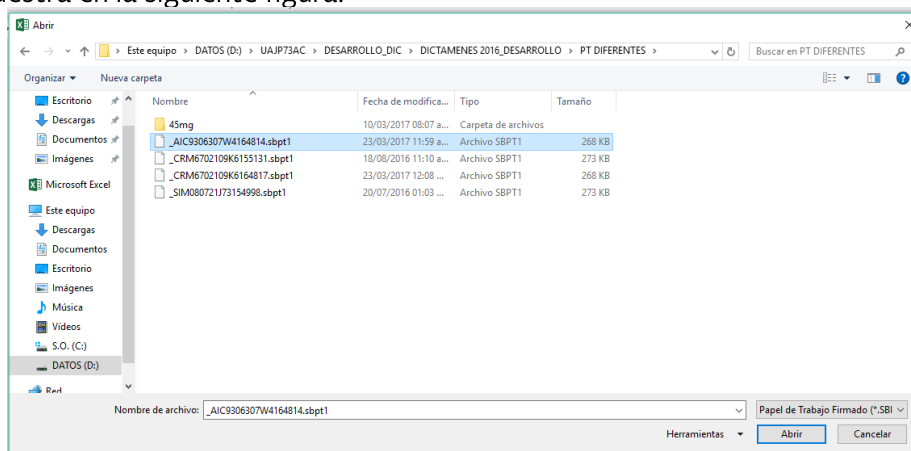 Abrir
Este equipo > DATOS (D:) > UAJP73AC > DESARROLLO_DIC > DICTAMENES 2016_DESARROLLO > PT DIFERENTES >
Buscar en PT DIFERENTES
Organizar
Nueva carpeta
Escritorio
Descargas
Documentos
Imágenes
Microsoft Excel
Este equipo
Descargas
Documentos
Escritorio
Imágenes
Música
Vídeos
S.O. (C:)
DATOS (D:)
Red
Nombre Fecha de modifica... Tipo Tamaño
45mg 10/03/2017 08:07 a... Carpeta de archivos
_AIC9306307W4164814.sbpt1 23/03/2017 11:59 a... Archivo SBPT1 268 KB
_CRM6702109K6155131.sbpt1 18/08/2016 11:10 a... Archivo SBPT1 273 KB
_CRM6702109K6164817.sbpt1 23/03/2017 12:08 ... Archivo SBPT1 268 KB
_SIM080721J73154998.sbpt1 20/07/2016 01:03 ... Archivo SBPT1 273 KB
Nombre de archivo: _AIC9306307W4164814.sbpt1
Papel de Trabajo Firmado (*.SBI
Herramientas
Abrir
Cancelar